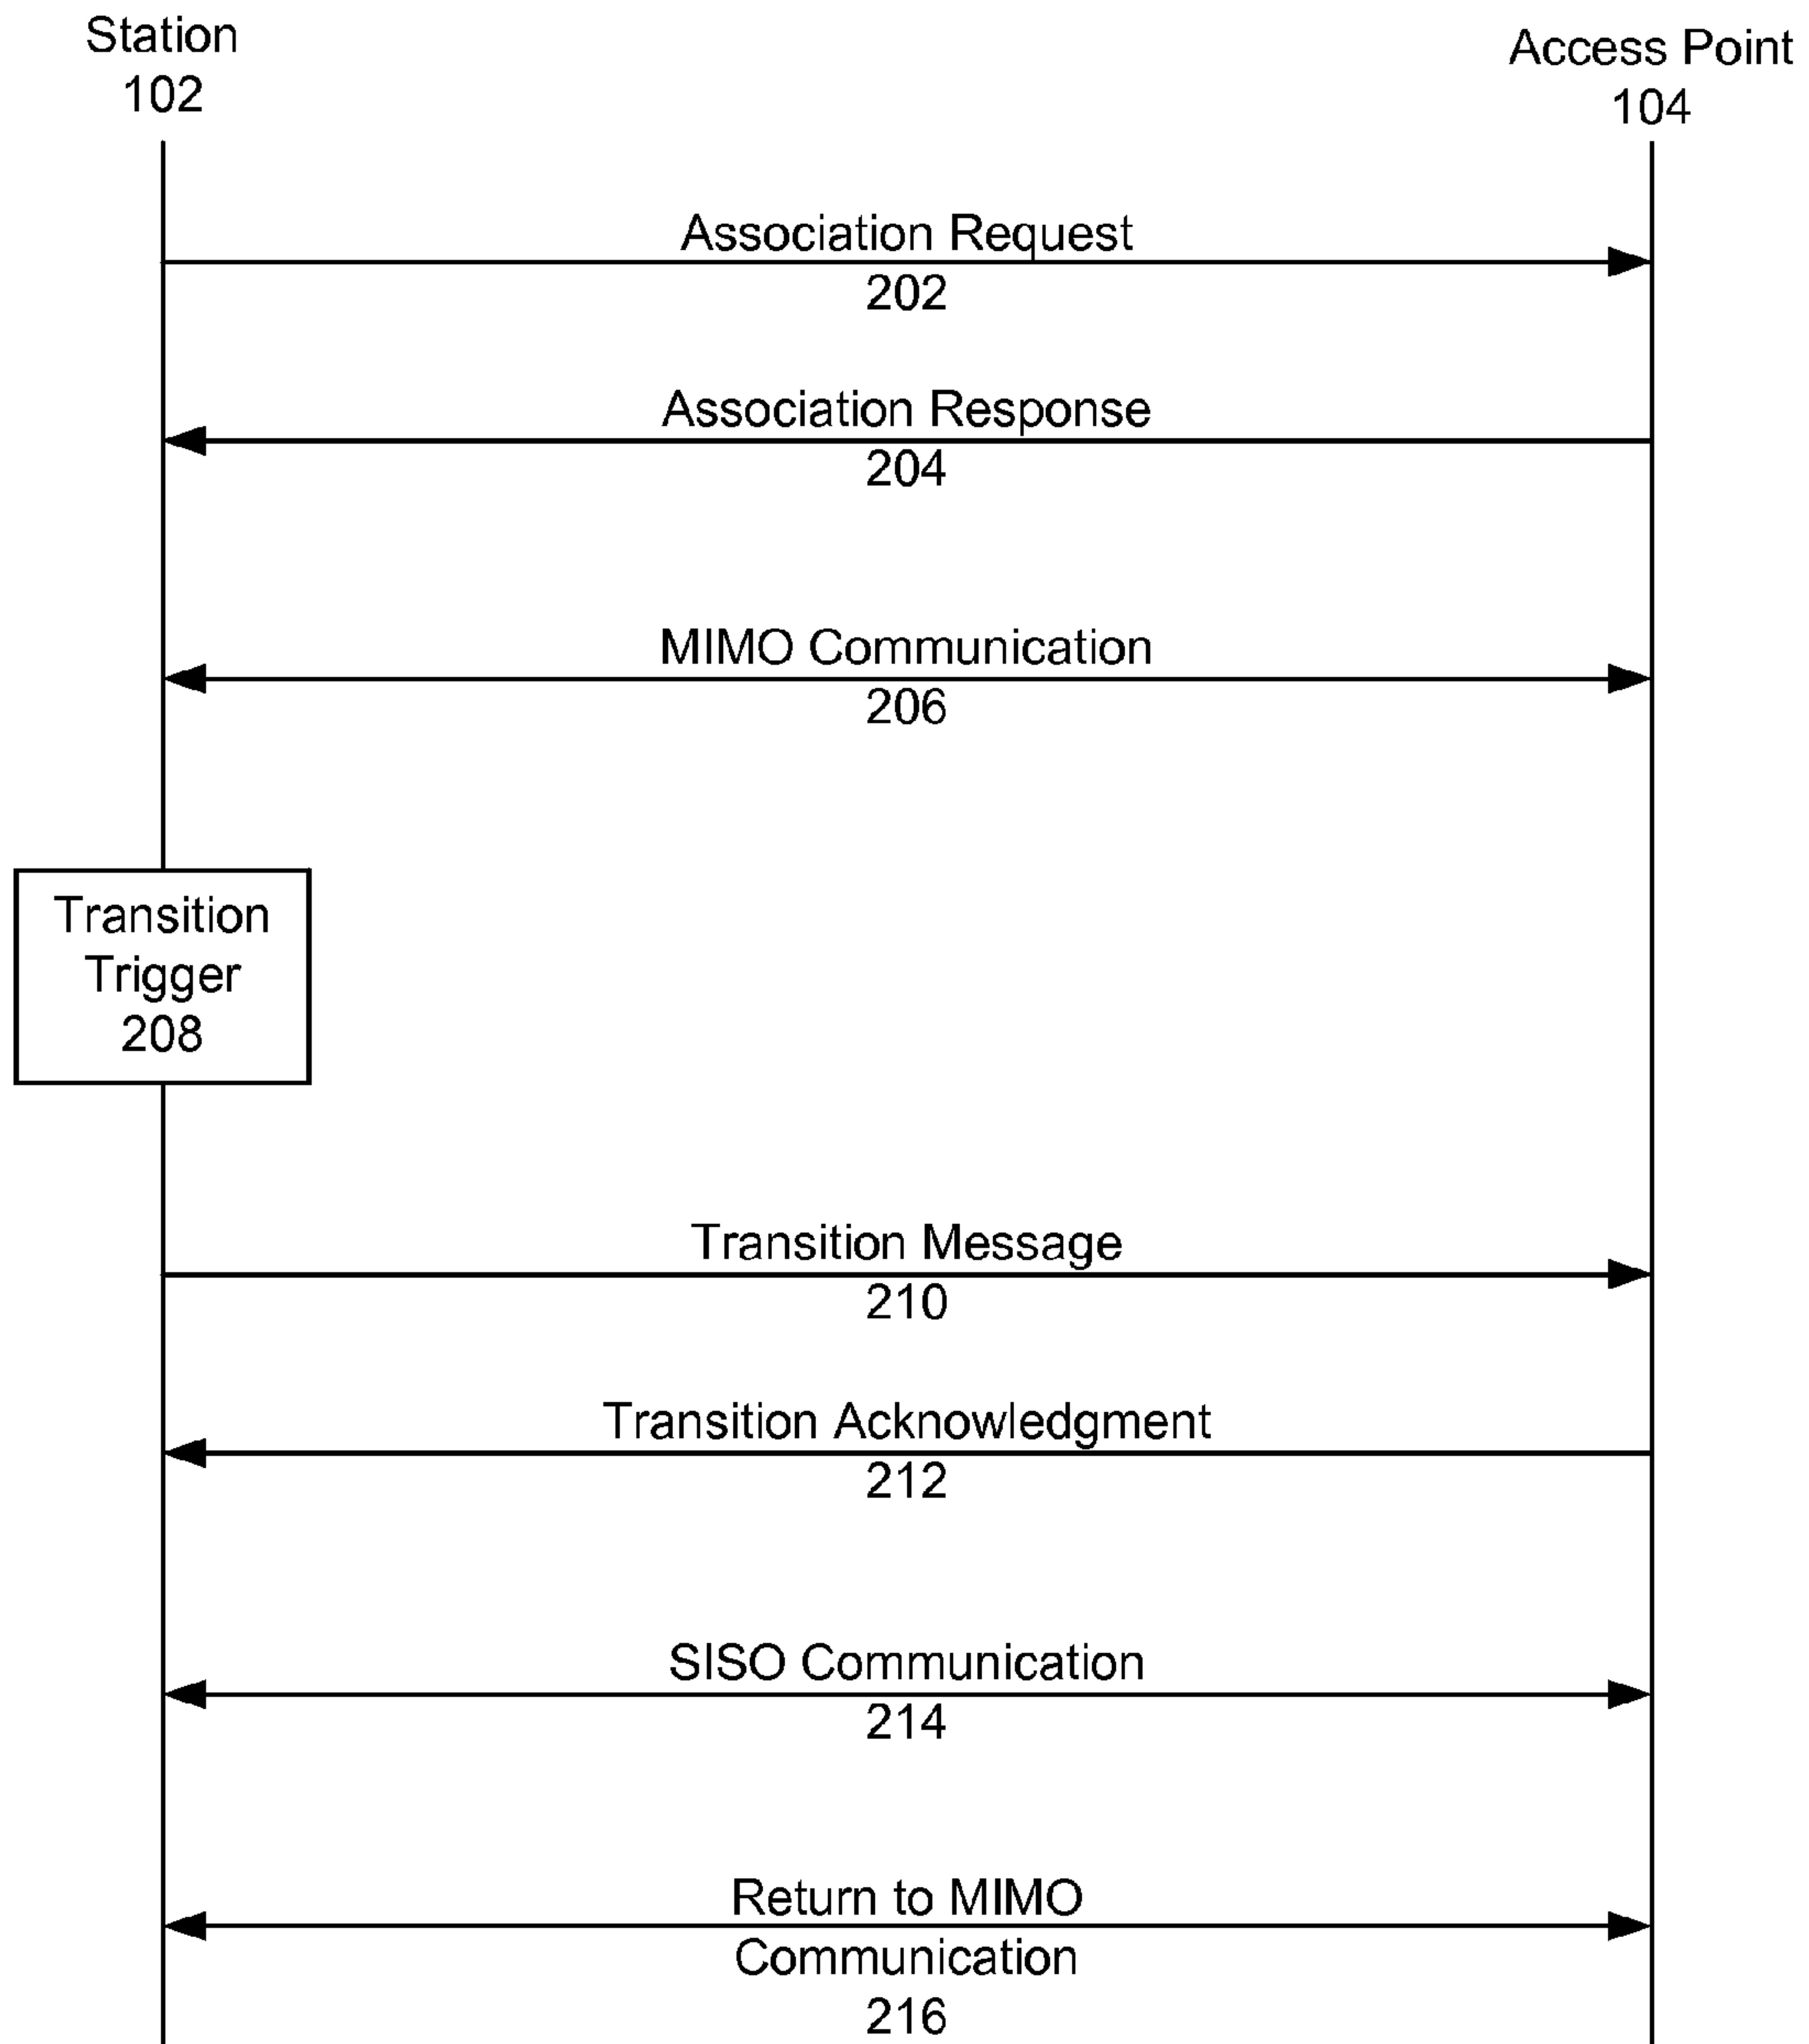 Station
102
Access Point
104
Association Request
202
Association Response
204
MIMO Communication
206
Transition
Trigger
208
Transition Message
210
Transition Acknowledgment
212
SISO Communication
214
Return to MIMO
Communication
216